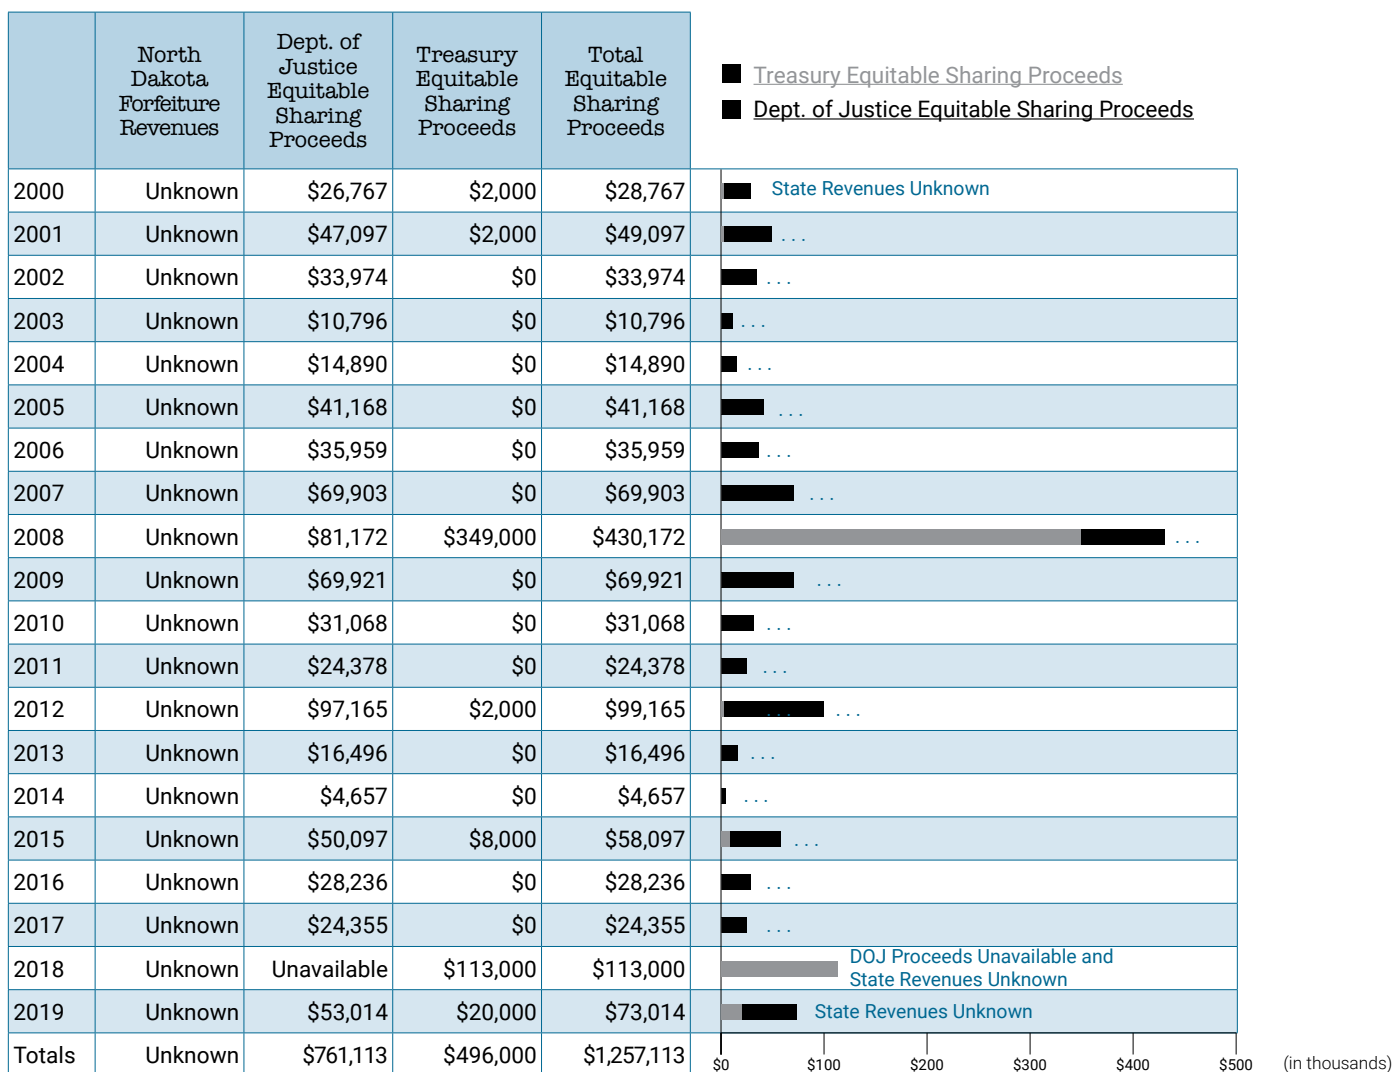 North
Dakota
Forfeiture
Revenues
Dept. of
Justice
Equitable
Sharing
Proceeds
Treasury
Equitable
Sharing
Proceeds
Total
Equitable
Sharing
Proceeds
Treasury Equitable Sharing Proceeds
Dept. of Justice Equitable Sharing Proceeds
2000 Unknown $26,767 $2,000 $28,767 State Revenues Unknown
2001 Unknown $47,097 $2,000 $49,097 ...
2002 Unknown $33,974 $0 $33,974 ...
2003 Unknown $10,796 $0 $10,796 ...
2004 Unknown $14,890 $0 $14,890 ...
2005 Unknown $41,168 $0 $41,168 ...
2006 Unknown $35,959 $0 $35,959 ...
2007 Unknown $69,903 $0 $69,903 ...
2008 Unknown $81,172 $349,000 $430,172 ...
2009 Unknown $69,921 $0 $69,921 ...
2010 Unknown $31,068 $0 $31,068 ...
2011 Unknown $24,378 $0 $24,378 ...
2012 Unknown $97,165 $2,000 $99,165 ... ...
2013 Unknown $16,496 $0 $16,496 ...
2014 Unknown $4,657 $0 $4,657 ...
2015 Unknown $50,097 $8,000 $58,097 ...
2016 Unknown $28,236 $0 $28,236 ...
2017 Unknown $24,355 $0 $24,355 ...
2018 Unknown Unavailable $113,000 $113,000 DOJ Proceeds Unavailable and
State Revenues Unknown
2019 Unknown $53,014 $20,000 $73,014 State Revenues Unknown
Totals Unknown $761,113 $496,000 $1,257,113
$0 $100 $200 $300 $400 $500 (in thousands)